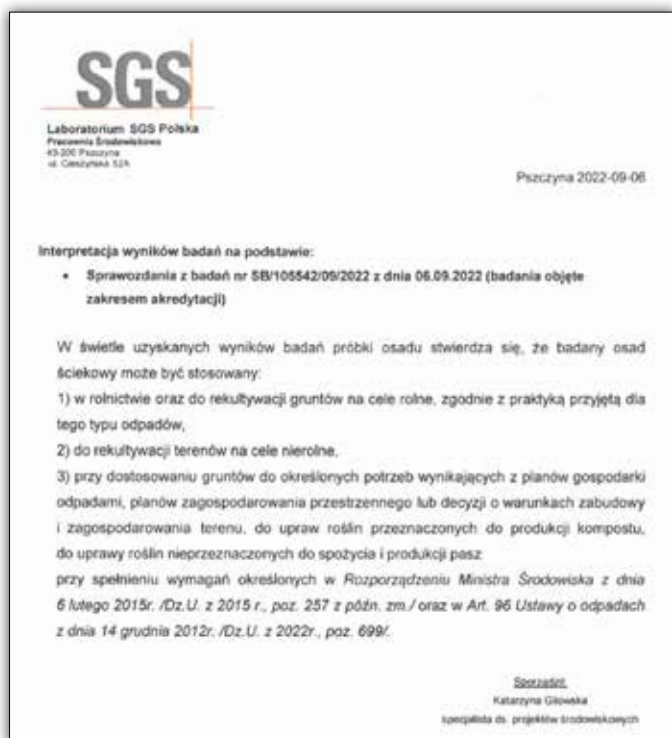 SGS
Laboratorium SGS Polska
Pracownia Środowiskowa
43-200 Pszczyna
ul. Cieszyńska 52A
Pszczyna 2022-09-06
Interpretacja wyników badań na podstawie:
• Sprawozdania z badań nr SB/105542/09/2022 z dnia 06.09.2022 (badania objęte
zakresem akredytacji)
W świetle uzyskanych wyników badań próbki osadu stwierdza się, że badany osad
ściekowy może być stosowany:
1) w rolnictwie oraz do rekultywacji gruntów na cele rolne, zgodnie z praktyką przyjętą dla
tego typu odpadów,
2) do rekultywacji terenów na cele nierolne,
3) przy dostosowaniu gruntów do określonych potrzeb wynikających z planów gospodarki
odpadami, planów zagospodarowania przestrzennego lub decyzji o warunkach zabudowy
i zagospodarowania terenu, do upraw roślin przeznaczonych do produkcji kompostu,
do uprawy roślin nieprzeznaczonych do spożycia i produkcji pasz
przy spełnieniu wymagań określonych w Rozporządzeniu Ministra Środowiska z dnia
6 lutego 2015r. /Dz.U. z 2015 r., poz. 257 z późn. zm./ oraz w Art. 96 Ustawy o odpadach
z dnia 14 grudnia 2012r. /Dz.U. z 2022r., poz. 699/.
Sporządził:
Katarzyna Gilowska
specjalista ds. projektów środowiskowych